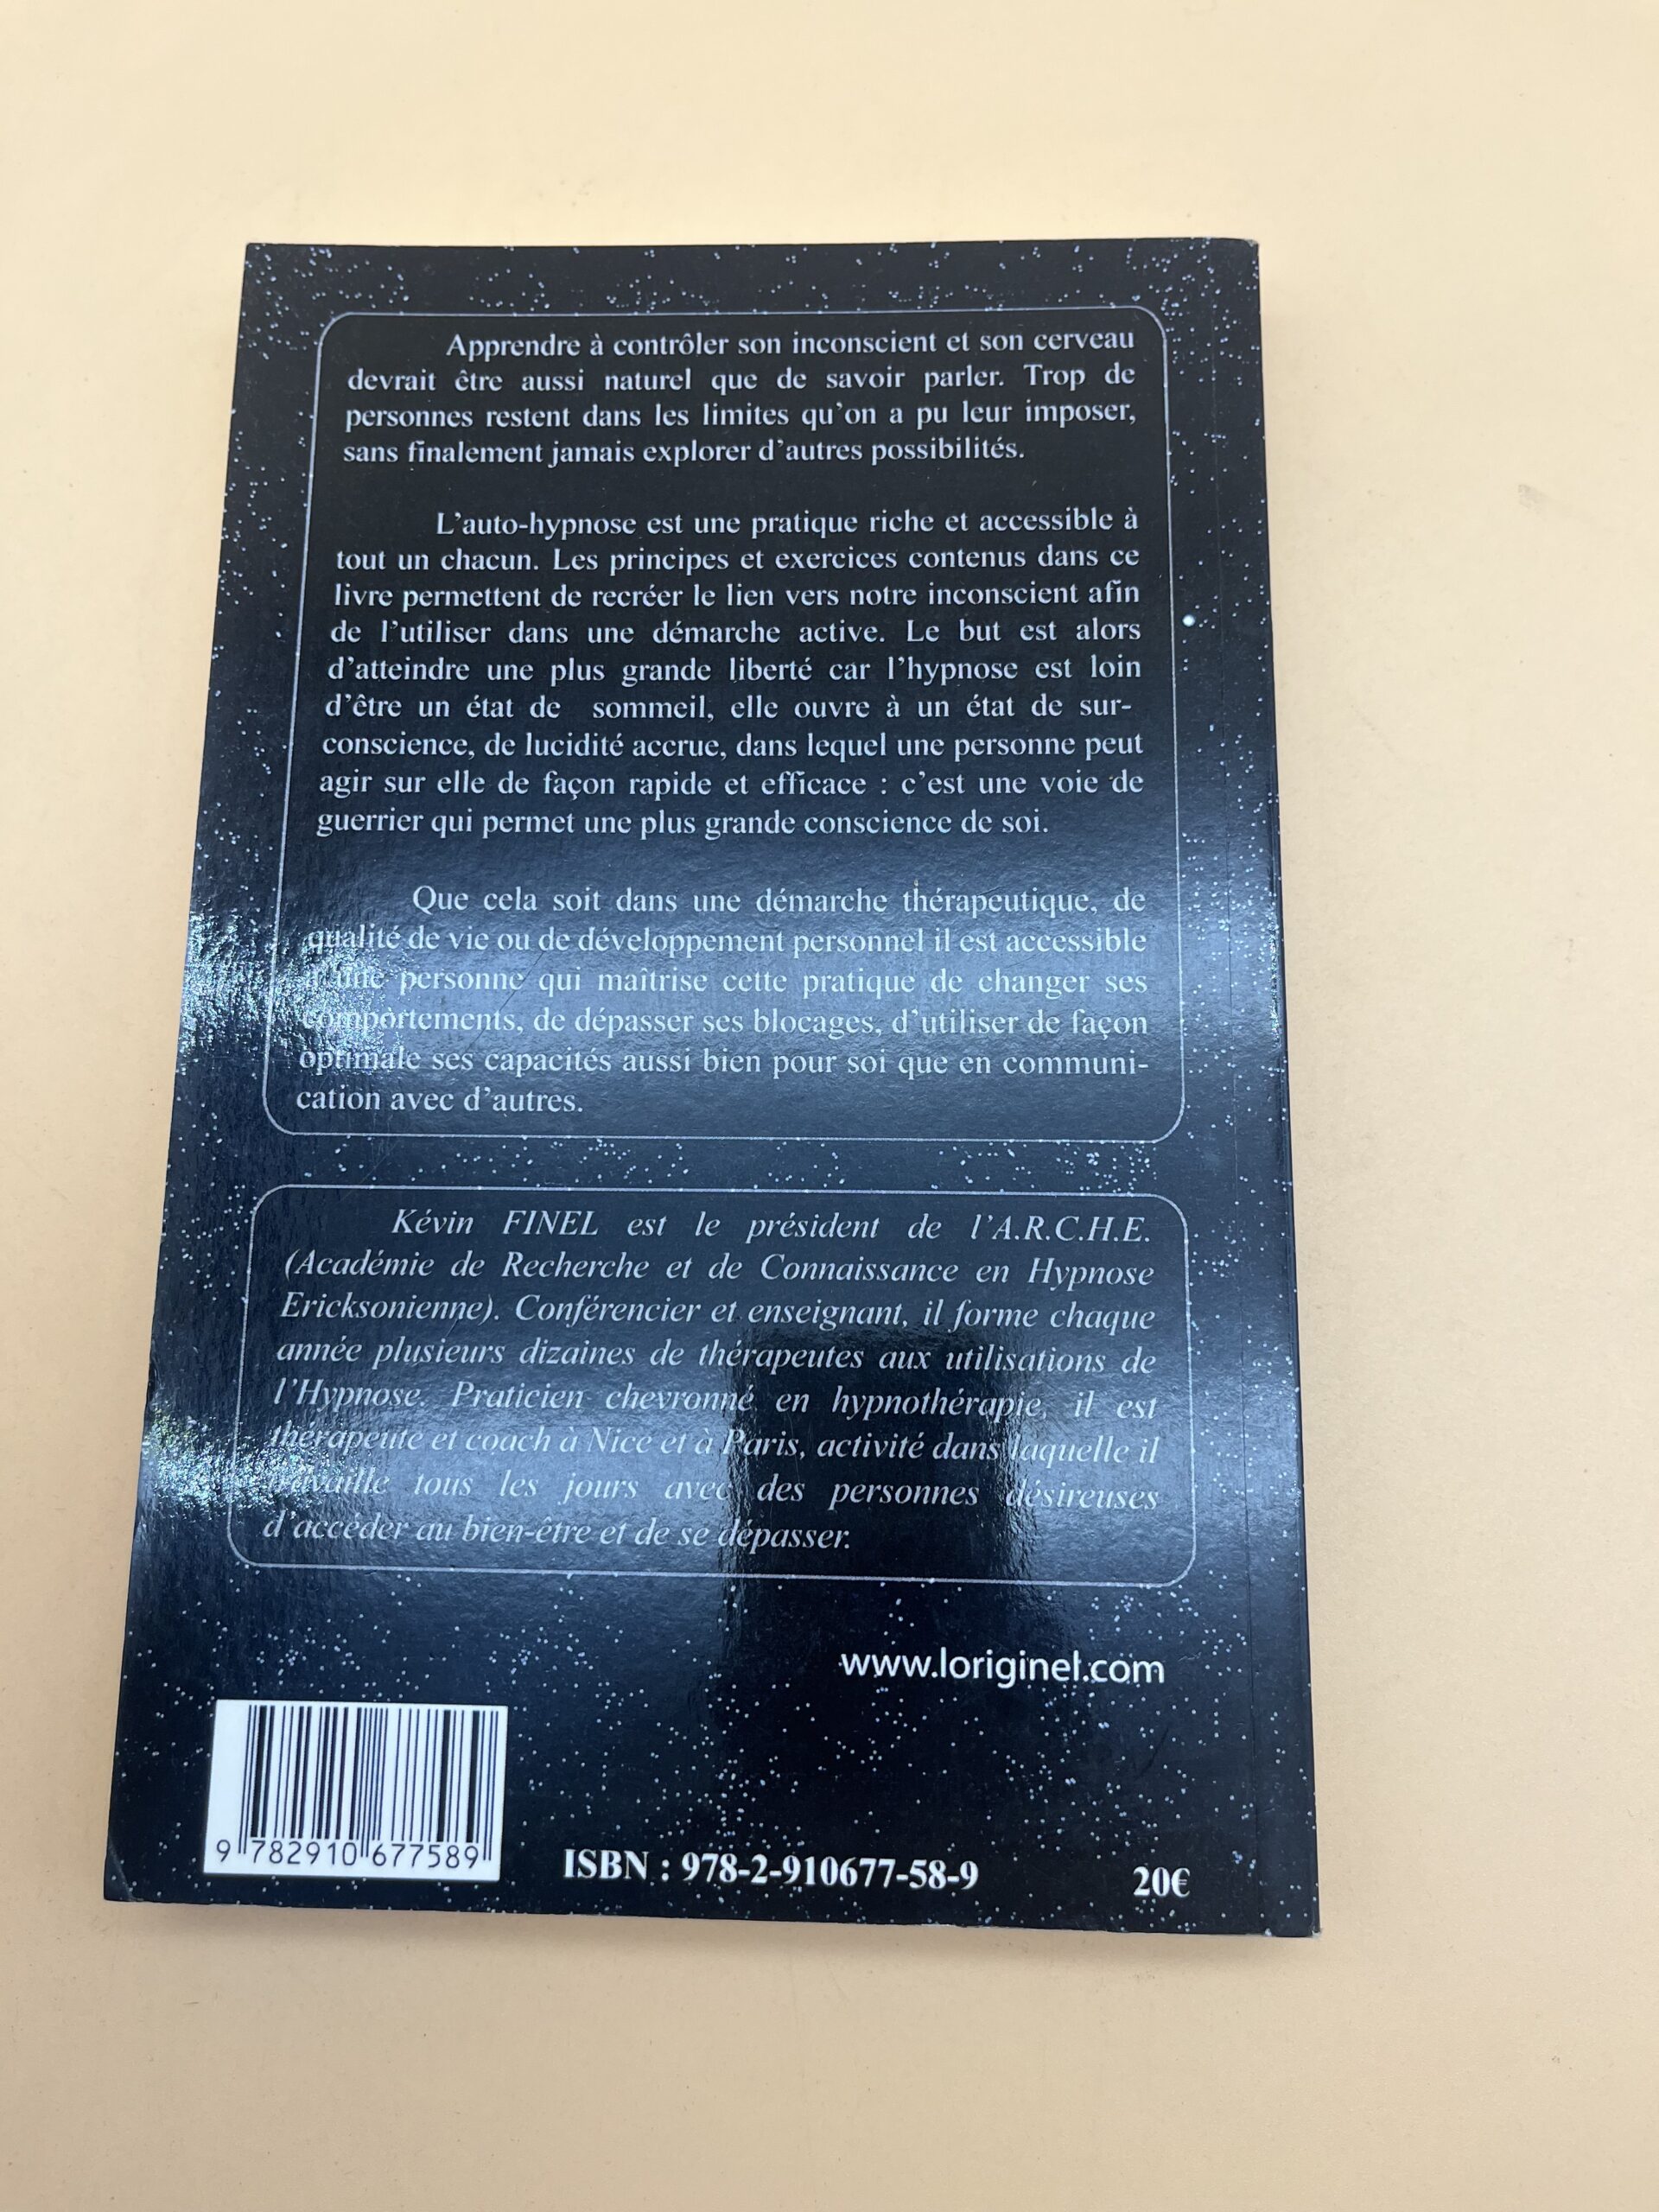 Apprendre à contrôler son inconscient et son cerveau
devrait être aussi naturel que de savoir parler. Trop de
personnes restent dans les limites qu'on a pu leur imposer,
sans finalement jamais explorer d'autres possibilités.
L'auto-hypnose est une pratique riche et accessible à
tout un chacun. Les principes et exercices contenus dans ce
livre permettent de recréer le lien vers notre inconscient afin
de l'utiliser dans une démarche active. Le but est alors
d'atteindre une plus grande liberté car l'hypnose est loin
d'être un état de sommeil, elle ouvre à un état de sur-
conscience, de lucidité accrue, dans lequel une personne peut
agir sur elle de façon rapide et efficace : c'est une voie de
guerrier qui permet une plus grande conscience de soi.
Que cela soit dans une démarche thérapeutique, de
qualité de vie ou de développement personnel il est accessible
personne qui maîtrise cette pratique de changer ses
comportements, de dépasser ses blocages, d'utiliser de façon
optimale ses capacités aussi bien pour soi que en communi-
cation avec d'autres.
Kévin FINEL est le président de l'A.R.C.H.E.
(Académie de Recherche et de Connaissance en Hypnose
Ericksonienne). Conférencier et enseignant, il forme chaque
année plusieurs dizaines de thérapeutes aux utilisations de
l'Hypnose. Praticien chevronné en hypnothérapie, il est
thérapeute et coach à Nice et à Paris, activité dans laquelle il
travaille tous les jours avec des personnes désireuses
d'accéder au bien-être et de se dépasser.
www.loriginel.com
9 782910 677589
ISBN : 978-2-910677-58-9
20€